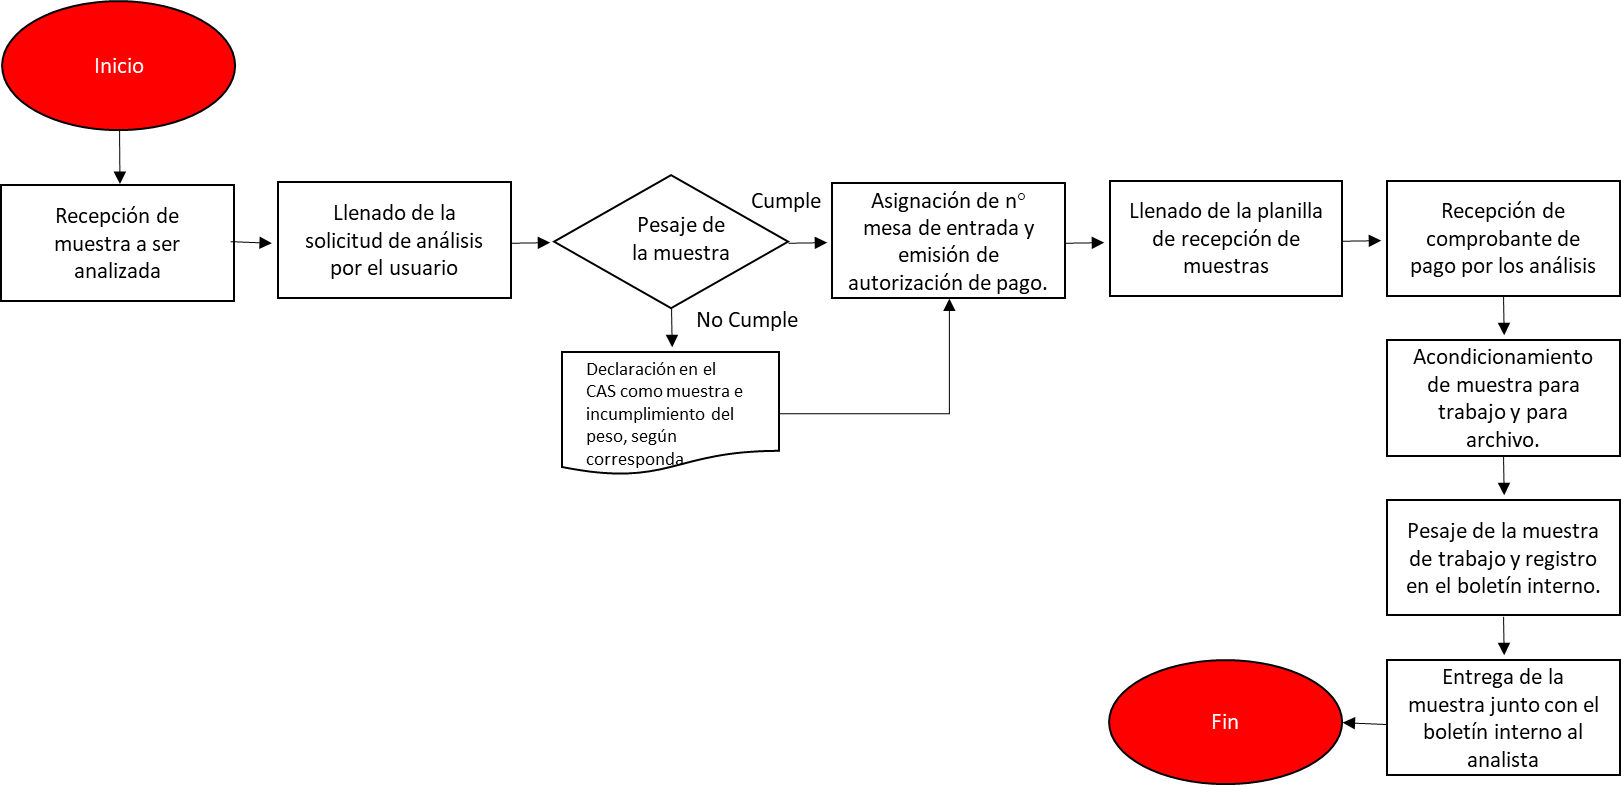 Inicio
Recepción de
muestra a ser
analizada
Llenado de la
solicitud de análisis
por el usuario
Pesaje de
la muestra
Cumple
No Cumple
Declaración en el
CAS como muestra e
incumplimiento del
peso, según
corresponda
Asignación de n°
mesa de entrada y
emisión de
autorización de pago.
Llenado de la planilla
de recepción de
muestras
Recepción de
comprobante de
pago por los análisis
Acondicionamiento
de muestra para
trabajo y para
archivo.
Pesaje de la muestra
de trabajo y registro
en el boletín interno.
Entrega de la
muestra junto con el
boletín interno al
analista
Fin